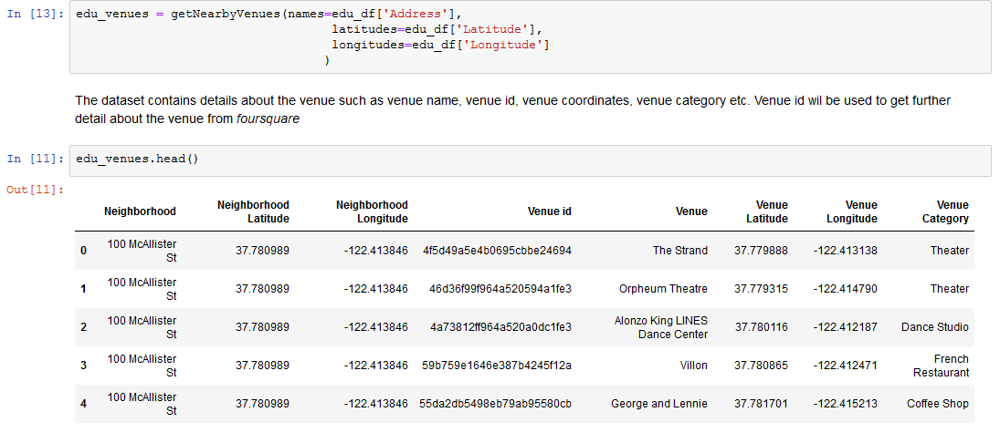 In [13]: edu_venues = getNearbyVenues(names=edu_df['Address'],
latitudes=edu_df['Latitude'],
longitudes=edu_df['Longitude']
)
The dataset contains details about the venue such as venue name, venue id, venue coordinates, venue category etc. Venue id wil be used to get further
detail about the venue from foursquare
In [11]: edu_venues.head()
Out[11]:
Neighborhood Neighborhood Latitude Neighborhood Longitude Venue id Venue Venue Latitude Venue Longitude Venue Category
0 100 McAllister St 37.780989 -122.413846 4f5d49a5e4b0695cbbe24694 The Strand 37.779888 -122.413138 Theater
1 100 McAllister St 37.780989 -122.413846 46d36f99f964a520594a1fe3 Orpheum Theatre 37.779315 -122.414790 Theater
2 100 McAllister St 37.780989 -122.413846 4a73812ff964a520a0dc1fe3 Alonzo King LINES Dance Center 37.780116 -122.412187 Dance Studio
3 100 McAllister St 37.780989 -122.413846 59b759e1646e387b4245f12a Villon 37.780865 -122.412471 French Restaurant
4 100 McAllister St 37.780989 -122.413846 55da2db5498eb79ab95580cb George and Lennie 37.781701 -122.415213 Coffee Shop